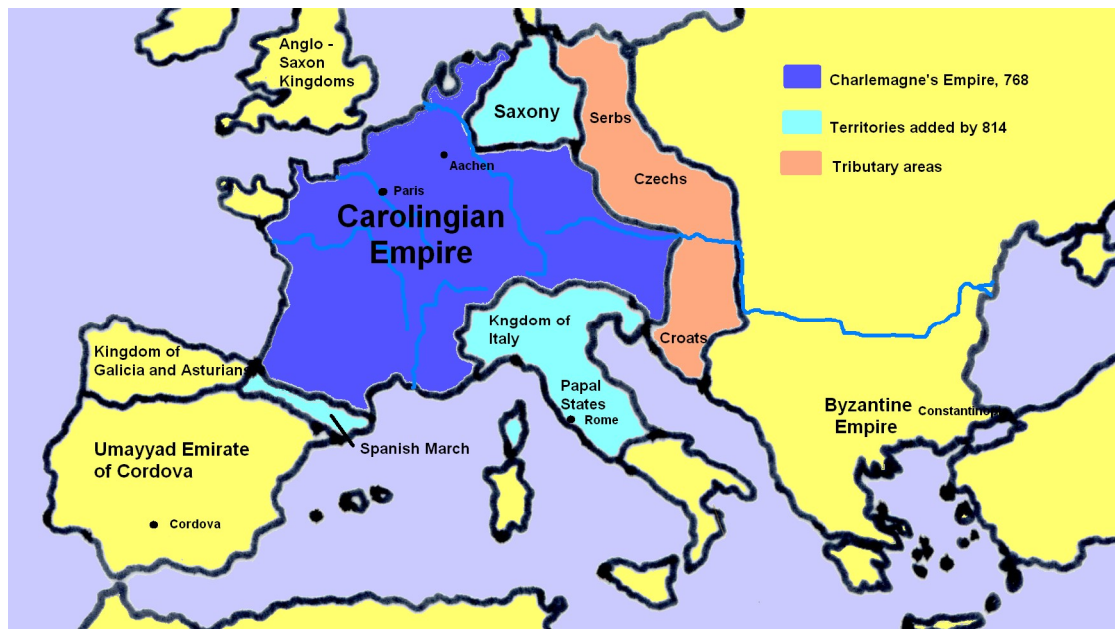 Anglo -
Saxon
Kingdoms
Charlemagne's Empire, 768
Territories added by 814
Tributary areas
Saxony
Serbs
Czechs
Aachen
Paris
Carolingian
Empire
Kngdom of
Italy
Croats
Kingdom of
Galicia and Asturians
Papal
States
Rome
Byzantine
Empire
Constantinop
Umayyad Emirate
of Cordova
Spanish March
Cordova